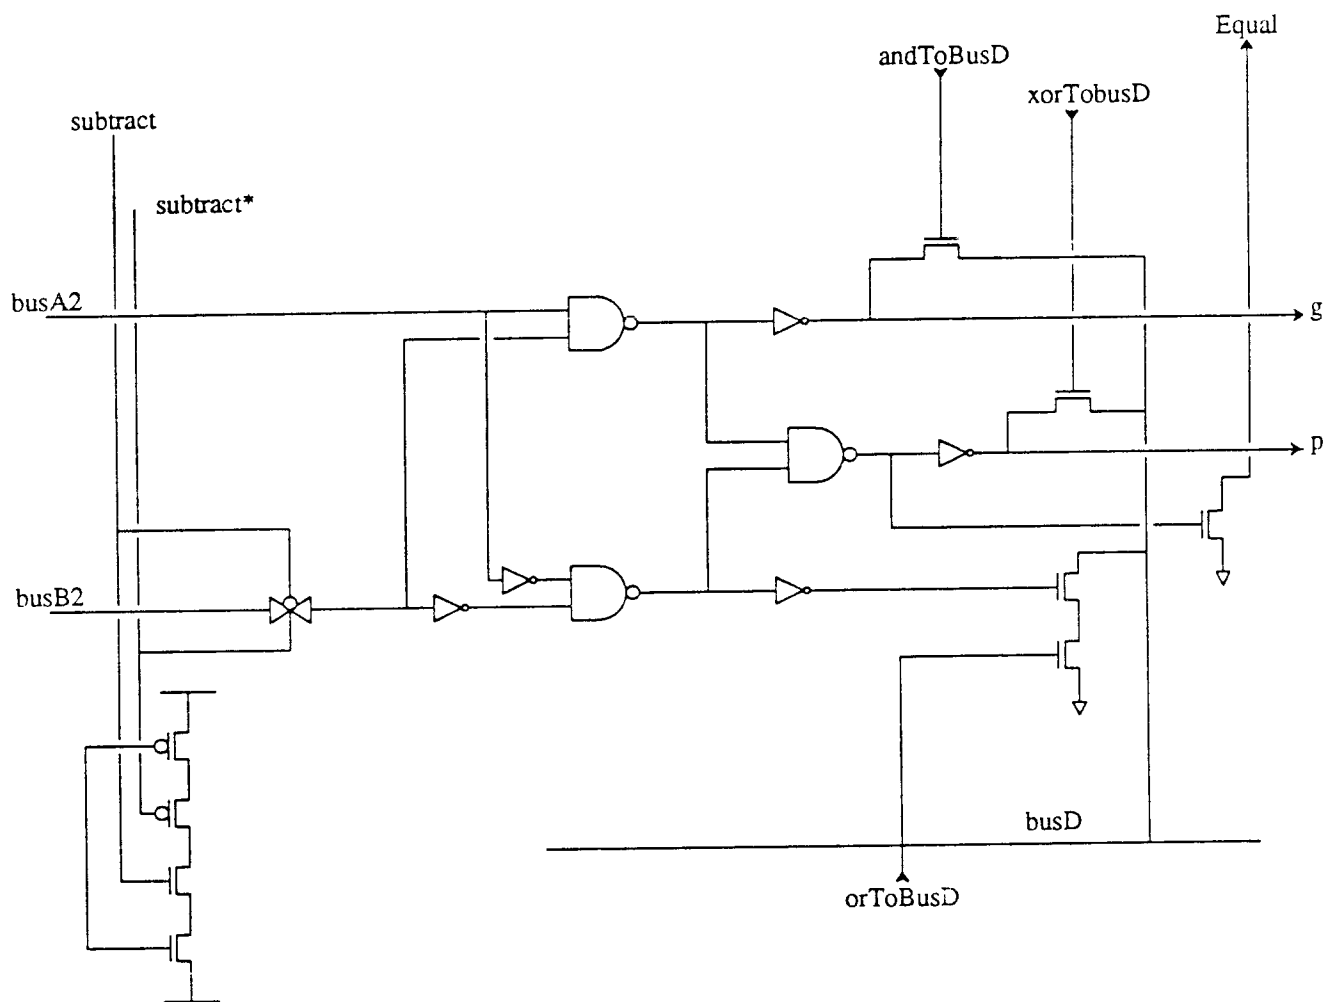 Equal
andToBusD
xorTobusD
subtract
subtract*
busA2
g
p
busB2
busD
orToBusD